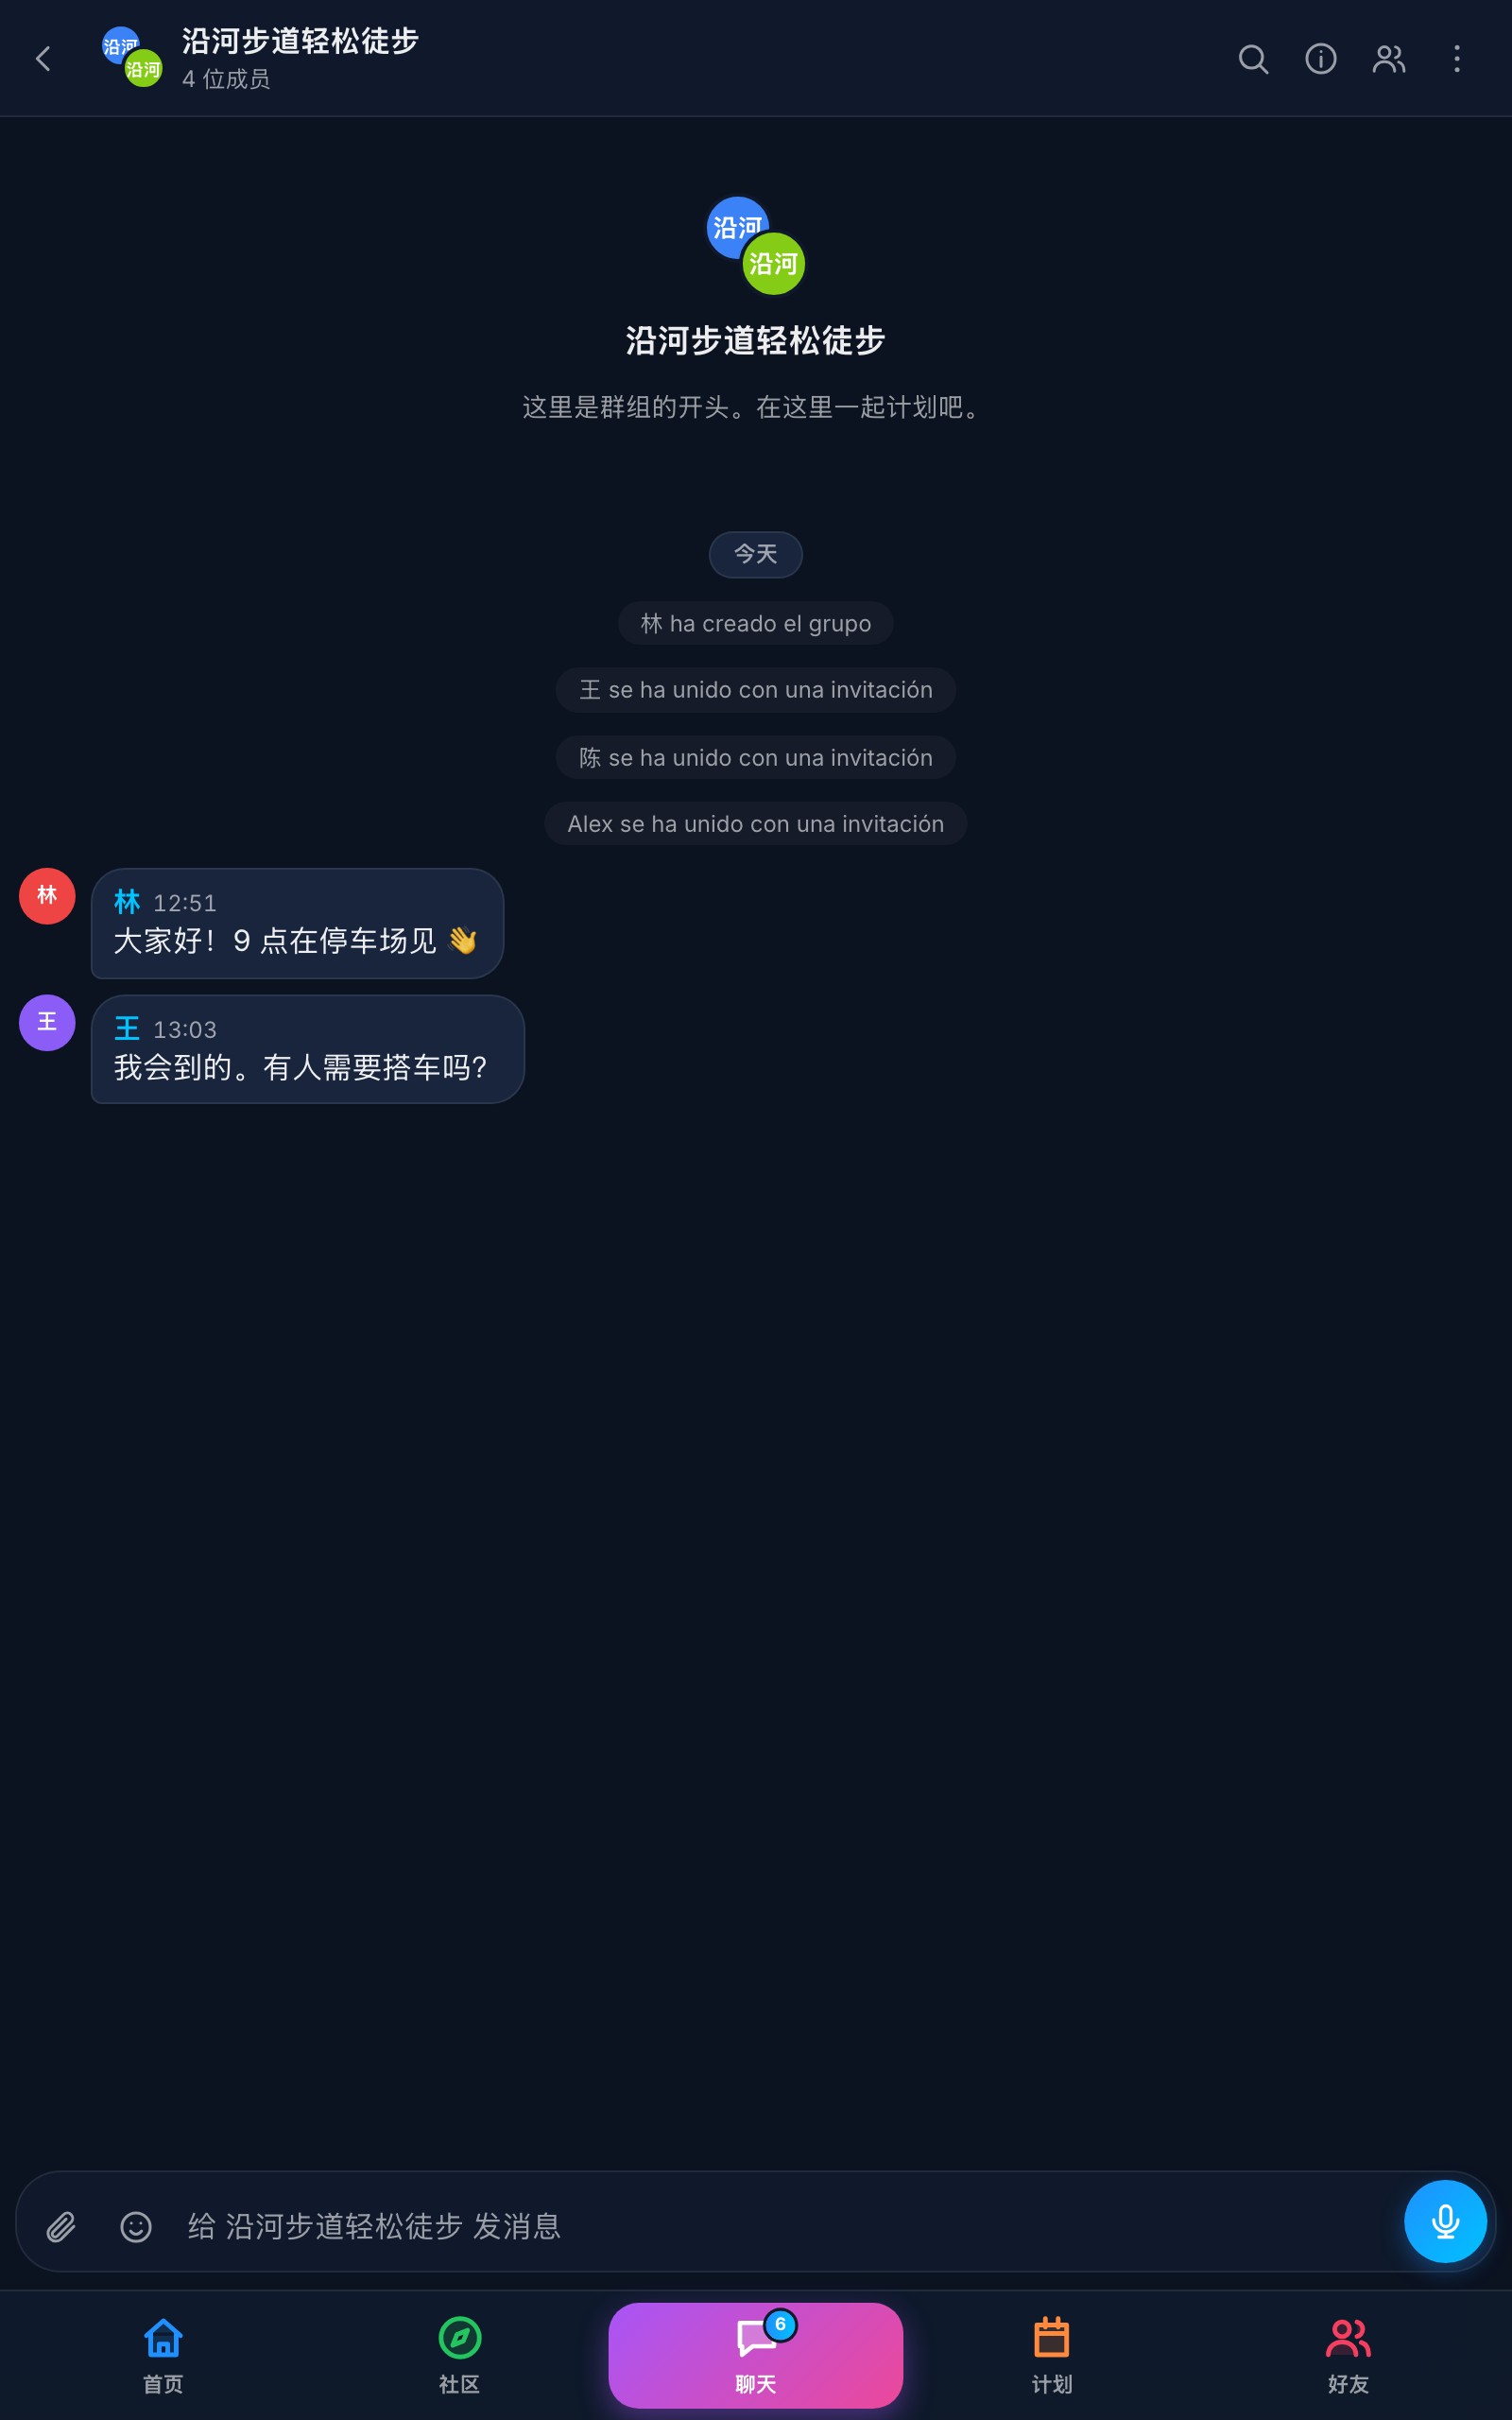 沿河
沿河
沿河步道轻松徒步
4 位成员
沿河
沿河
沿河步道轻松徒步
这里是群组的开头。在这里一起计划吧。
今天
林 ha creado el grupo
王 se ha unido con una invitación
陈 se ha unido con una invitación
Alex se ha unido con una invitación
林
林 12:51
大家好！9 点在停车场见 👋
王
王 13:03
我会到的。有人需要搭车吗？
给 沿河步道轻松徒步 发消息
6
首页 社区 聊天 计划 好友